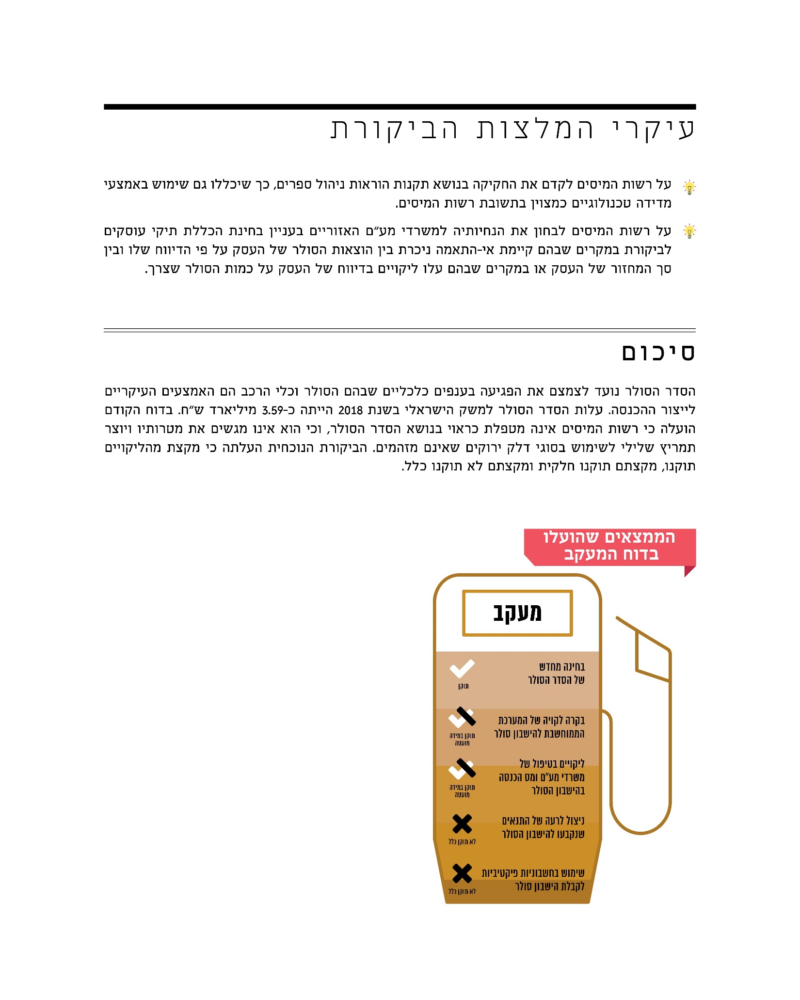 עיקרי המלצות הביקורת
על רשות המיסים לקדם את החקיקה בנושא תקנות הוראות ניהול ספרים, כך שיכללו גם שימוש באמצעי
מדידה טכנולוגיים כמצוין בתשובת רשות המיסים.
על רשות המיסים לבחון את הנחיותיה למשרדי מע״ם האזוריים בעניין בחינת הכללת תיקי עוסקים
לביקורת במקרים שבהם קיימת אי-התאמה ניכרת בין הוצאות הסולר של העסק על פי הדיווח שלו ובין
סך המחזור של העסק או במקרים שבהם עלו ליקויים בדיווח של העסק על כמות הסולר שצרך.
סיכום
הסדר הסולר נועד לצמצם את הפגיעה בענפים כלכליים שבהם הסולר וכלי הרכב הם האמצעים העיקריים
לייצור ההכנסה. עלות הסדר הסולר למשק הישראלי בשנת 2018 הייתה כ-3.59 מיליארד ש״ח. בדוח הקודם
הועלה כי רשות המיסים אינה מטפלת כראוי בנושא הסדר הסולר, וכי הוא אינו מגשים את מטרותיו ויוצר
תמריץ שלילי לשימוש בסוגי דלק ירוקים שאינם מזהמים. הביקורת הנוכחית העלתה כי מקצת מהליקויים
תוקנו, מקצתם תוקנו חלקית ומקצתם לא תוקנו כלל.
הממצאים שהועלו
בדוח המעקב
מעקב
בחינה מחדש
של הסדר הסולר
תוקן
בקרה לקויה של המערכת
הממוחשבת להישבון סולר
תוקן במידה
מועטה
ליקויים בטיפול של
משרדי מע"ם ומס הכנסה
בהישבון הסולר
תוקן במידה
מועטה
ניצול לרעה של התנאים
שנקבעו להישבון הסולר
לא תוקן כלל
שימוש בחשבוניות פיקטיביות
לקבלת הישבון סולר
לא תוקן כלל